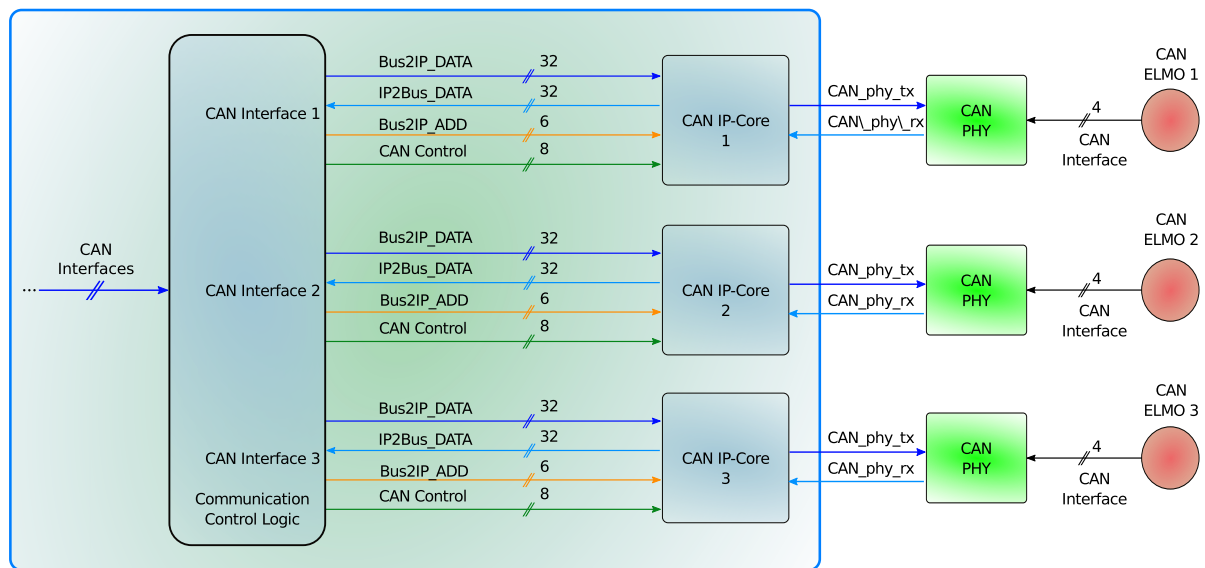 CAN
Interfaces
...
CAN Interface 1
CAN Interface 2
CAN Interface 3
Communication
Control Logic
Bus2IP_DATA 32
IP2Bus_DATA 32
Bus2IP_ADD 6
CAN Control 8
CAN IP-Core
1
CAN_phy_tx
CAN\_phy\_rx
CAN
PHY
4
CAN
Interface
CAN
ELMO 1
Bus2IP_DATA 32
IP2Bus_DATA 32
Bus2IP_ADD 6
CAN Control 8
CAN IP-Core
2
CAN_phy_tx
CAN_phy_rx
CAN
PHY
4
CAN
Interface
CAN
ELMO 2
Bus2IP_DATA 32
IP2Bus_DATA 32
Bus2IP_ADD 6
CAN Control 8
CAN IP-Core
3
CAN_phy_tx
CAN_phy_rx
CAN
PHY
4
CAN
Interface
CAN
ELMO 3